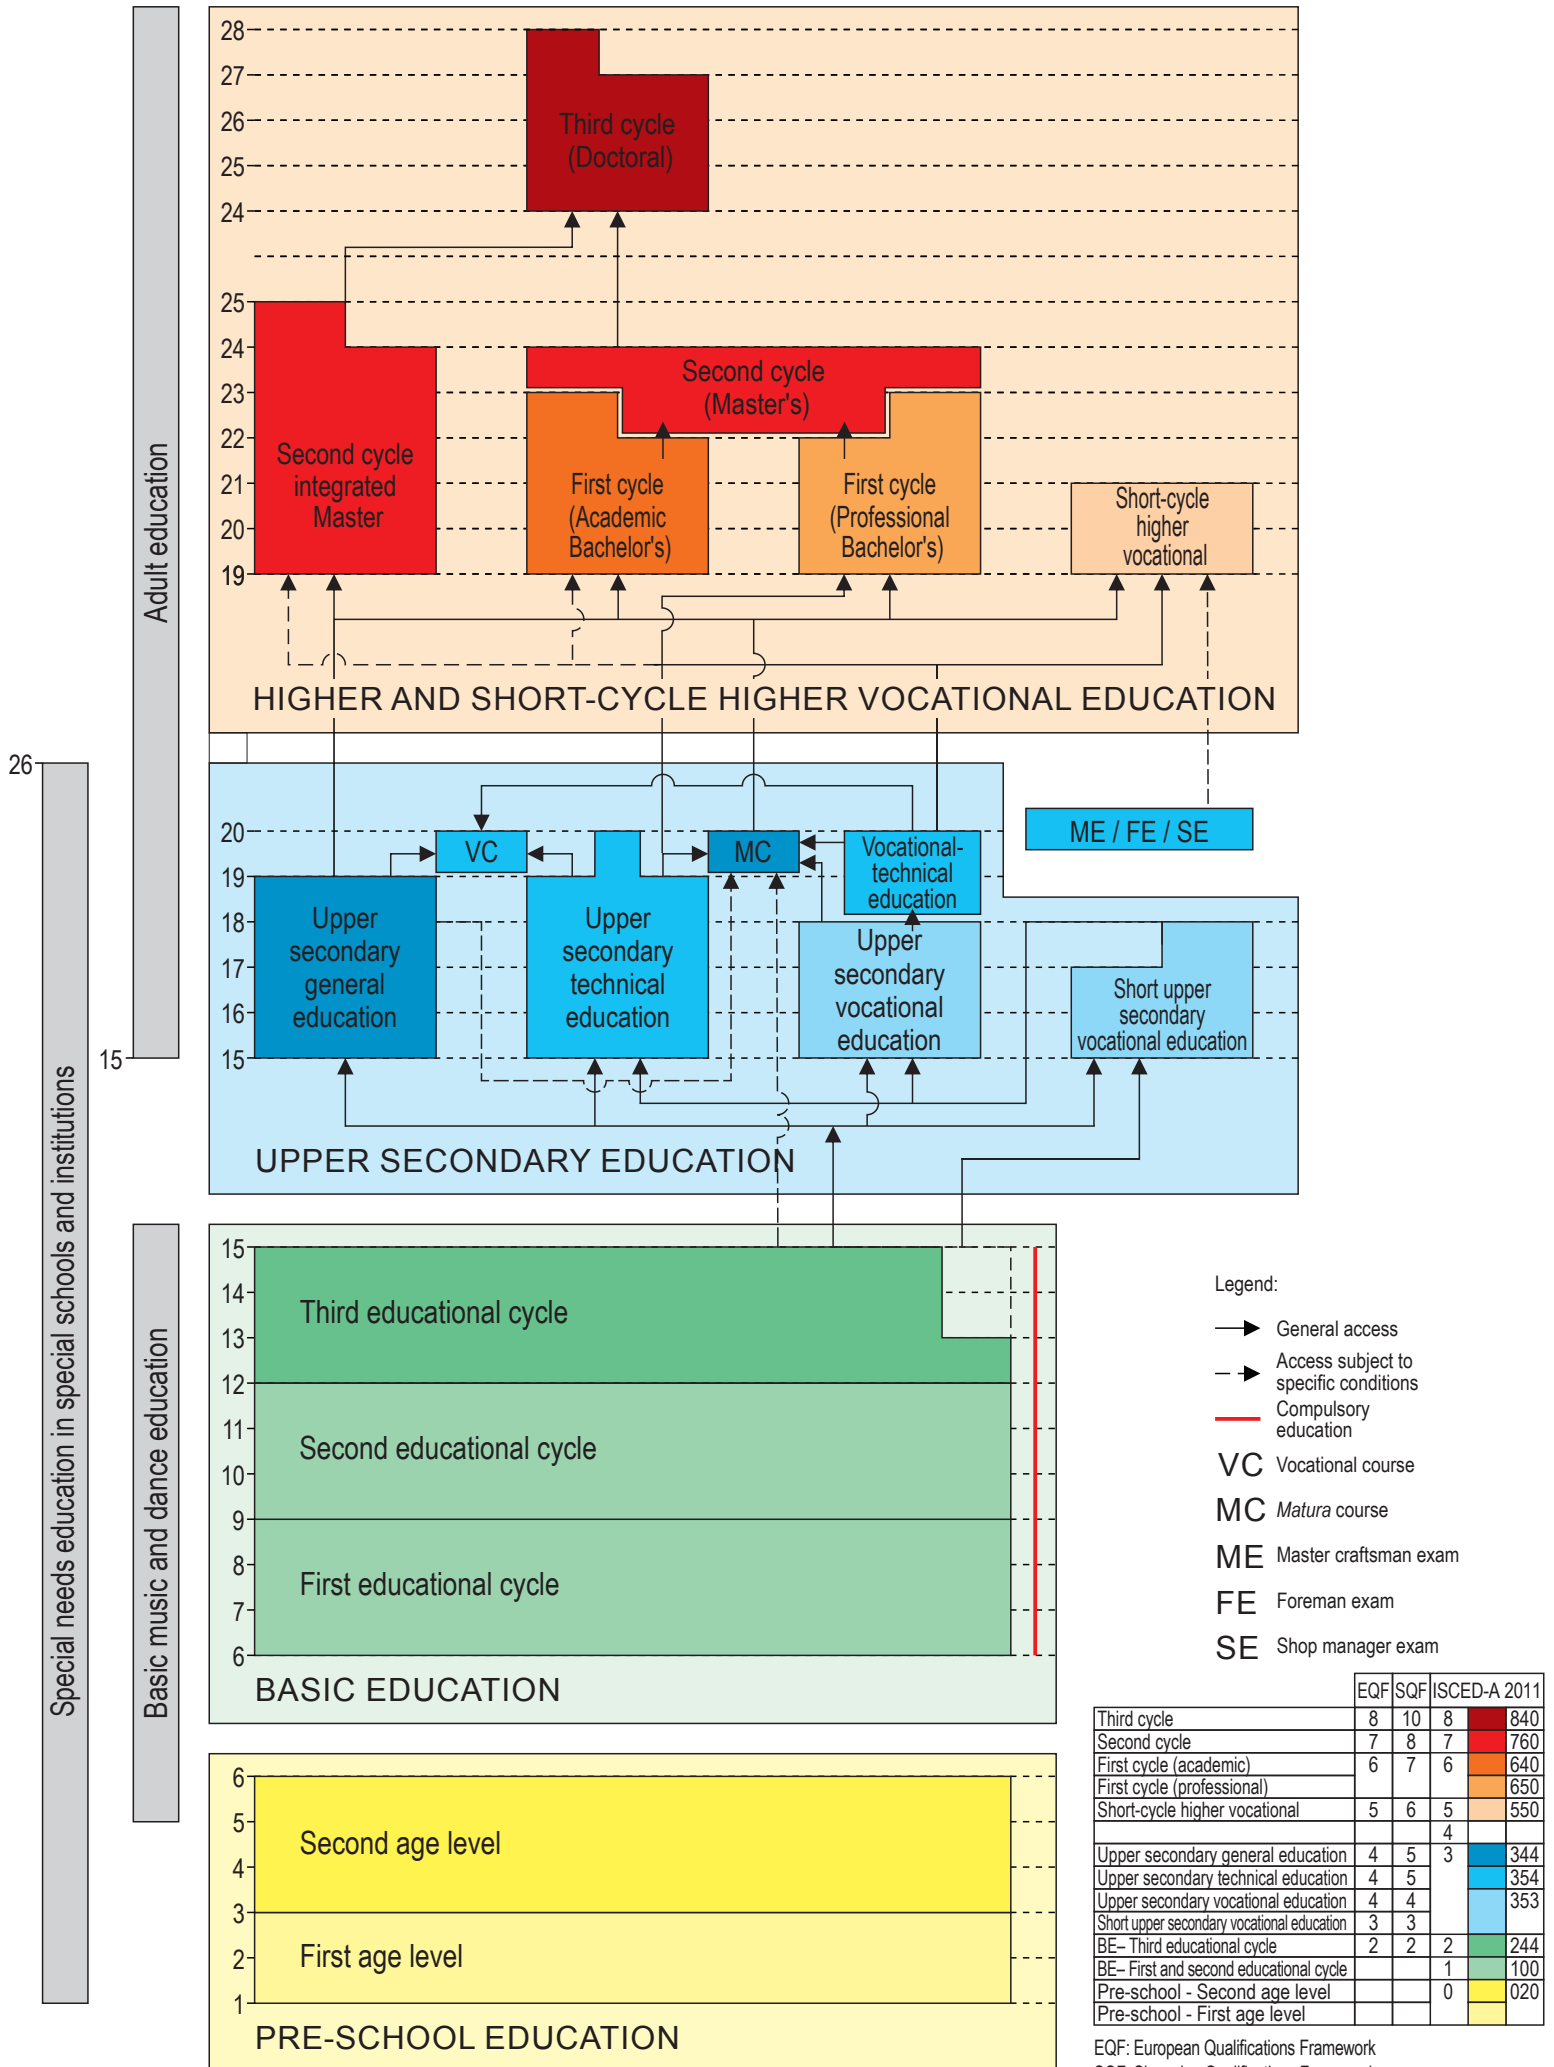 28
27
26
25
24
Third cycle
(Doctoral)
25
24
23
22
21
20
19
Second cycle
integrated
Master
Second cycle
(Master's)
First cycle
(Academic
Bachelor's)
First cycle
(Professional
Bachelor's)
Short-cycle
higher
vocational
HIGHER AND SHORT-CYCLE HIGHER VOCATIONAL EDUCATION
Adult education
15
26
Special needs education in special schools and institutions
Basic music and dance education
20
19
18
17
16
15
VC
MC
Vocational-
technical
education
ME / FE / SE
Upper
secondary
general
education
Upper
secondary
technical
education
Upper
secondary
vocational
education
Short upper
secondary
vocational education
UPPER SECONDARY EDUCATION
15
14
13
12
11
10
9
8
7
6
Third educational cycle
Second educational cycle
First educational cycle
BASIC EDUCATION
6
5
4
3
2
1
Second age level
First age level
PRE-SCHOOL EDUCATION
Legend:
General access
Access subject to
specific conditions
Compulsory
education
VC Vocational course
MC Matura course
ME Master craftsman exam
FE Foreman exam
SE Shop manager exam
EQF SQF ISCED-A 2011
Third cycle 8 10 8 840
Second cycle 7 8 7 760
First cycle (academic) 6 7 6 640
First cycle (professional) 650
Short-cycle higher vocational 5 6 5 550
4
Upper secondary general education 4 5 3 344
Upper secondary technical education 4 5 354
Upper secondary vocational education 4 4 353
Short upper secondary vocational education 3 3
BE– Third educational cycle 2 2 2 244
BE– First and second educational cycle 1 100
Pre-school - Second age level 0 020
Pre-school - First age level
EQF: European Qualifications Framework